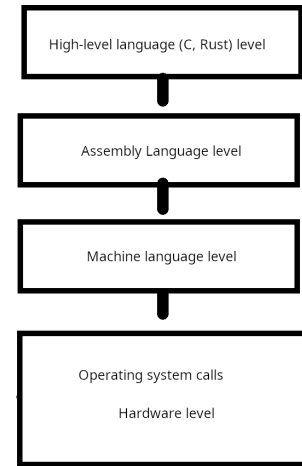 High-level language (C, Rust) level
Assembly Language level
Machine language level
Operating system calls
Hardware level